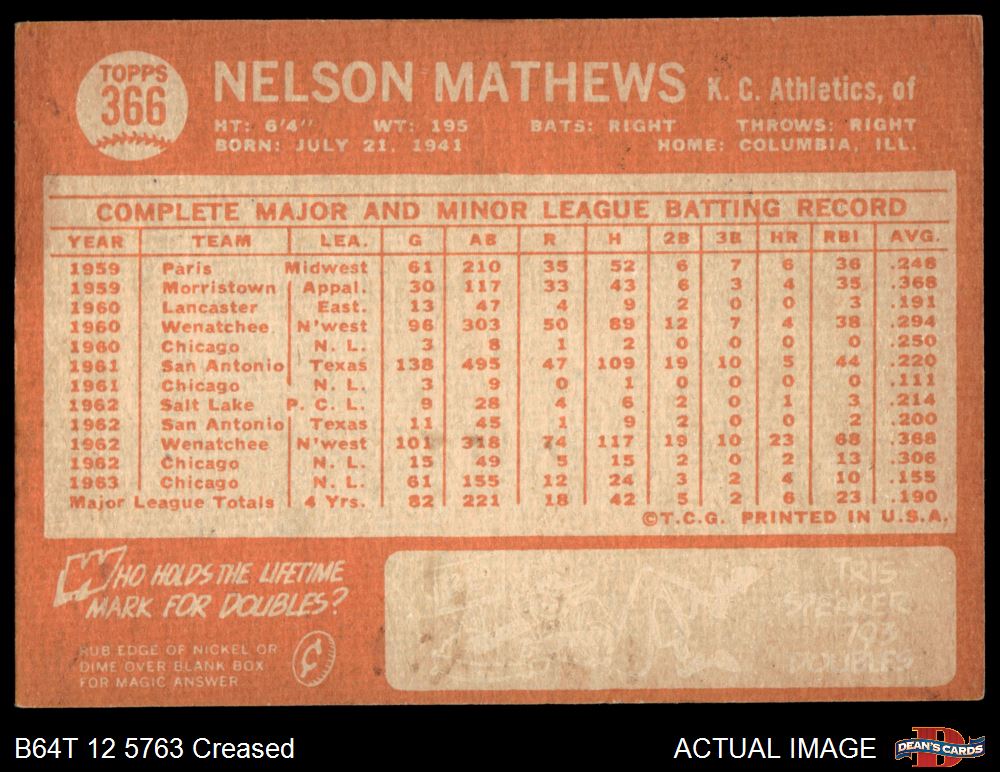 TOPPS
366
NELSON MATHEWS K. C. Athletics, of
HT: 6'4" WT: 195 BATS: RIGHT THROWS: RIGHT
BORN: JULY 21, 1941 HOME: COLUMBIA, ILL.
COMPLETE MAJOR AND MINOR LEAGUE BATTING RECORD
YEAR TEAM LEA. G AB R H 2B 3B HR RBI AVG.
1959 Paris Midwest 61 210 35 52 6 7 6 36 .248
1959 Morristown Appal. 30 117 33 43 6 3 4 35 .368
1960 Lancaster East. 13 47 4 9 2 0 0 3 .191
1960 Wenatchee N'west 96 303 50 89 12 7 4 38 .294
1960 Chicago N. L. 3 8 1 2 0 0 0 0 .250
1961 San Antonio Texas 138 495 47 109 19 10 5 44 .220
1961 Chicago N. L. 3 9 0 1 0 0 0 0 .111
1962 Salt Lake P. C. L. 9 28 4 6 2 0 1 3 .214
1962 San Antonio Texas 11 45 1 9 2 0 0 2 .200
1962 Wenatchee N'west 101 318 74 117 19 10 23 68 .368
1962 Chicago N. L. 15 49 5 15 2 0 2 13 .306
1963 Chicago N. L. 61 155 12 24 3 2 4 10 .155
Major League Totals 4 Yrs. 82 221 18 42 5 2 6 23 .190
©T.C.G. PRINTED IN U.S.A.
WHO HOLDS THE LIFETIME
MARK FOR DOUBLES?
RUB EDGE OF NICKEL OR
DIME OVER BLANK BOX
FOR MAGIC ANSWER
TRIS
SPEAKER
793
DOUBLES
B64T 12 5763 Creased
ACTUAL IMAGE
DEAN'S CARDS